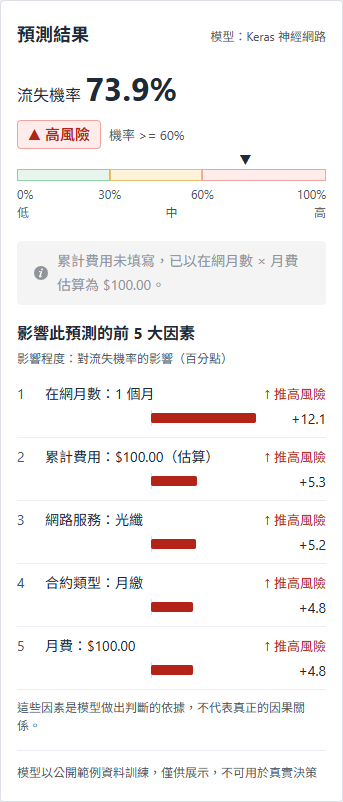 預測結果
模型：Keras 神經網路
流失機率 73.9%
▲ 高風險 機率 >= 60%
0% 30% 60% 100%
低 中 高
累計費用未填寫，已以在網月數 × 月費
估算為 $100.00。
影響此預測的前 5 大因素
影響程度：對流失機率的影響（百分點）
1 在網月數：1 個月 ↑ 推高風險
+12.1
2 累計費用：$100.00（估算） ↑ 推高風險
+5.3
3 網路服務：光纖 ↑ 推高風險
+5.2
4 合約類型：月繳 ↑ 推高風險
+4.8
5 月費：$100.00 ↑ 推高風險
+4.8
這些因素是模型做出判斷的依據，不代表真正的因果關
係。
模型以公開範例資料訓練，僅供展示，不可用於真實決策